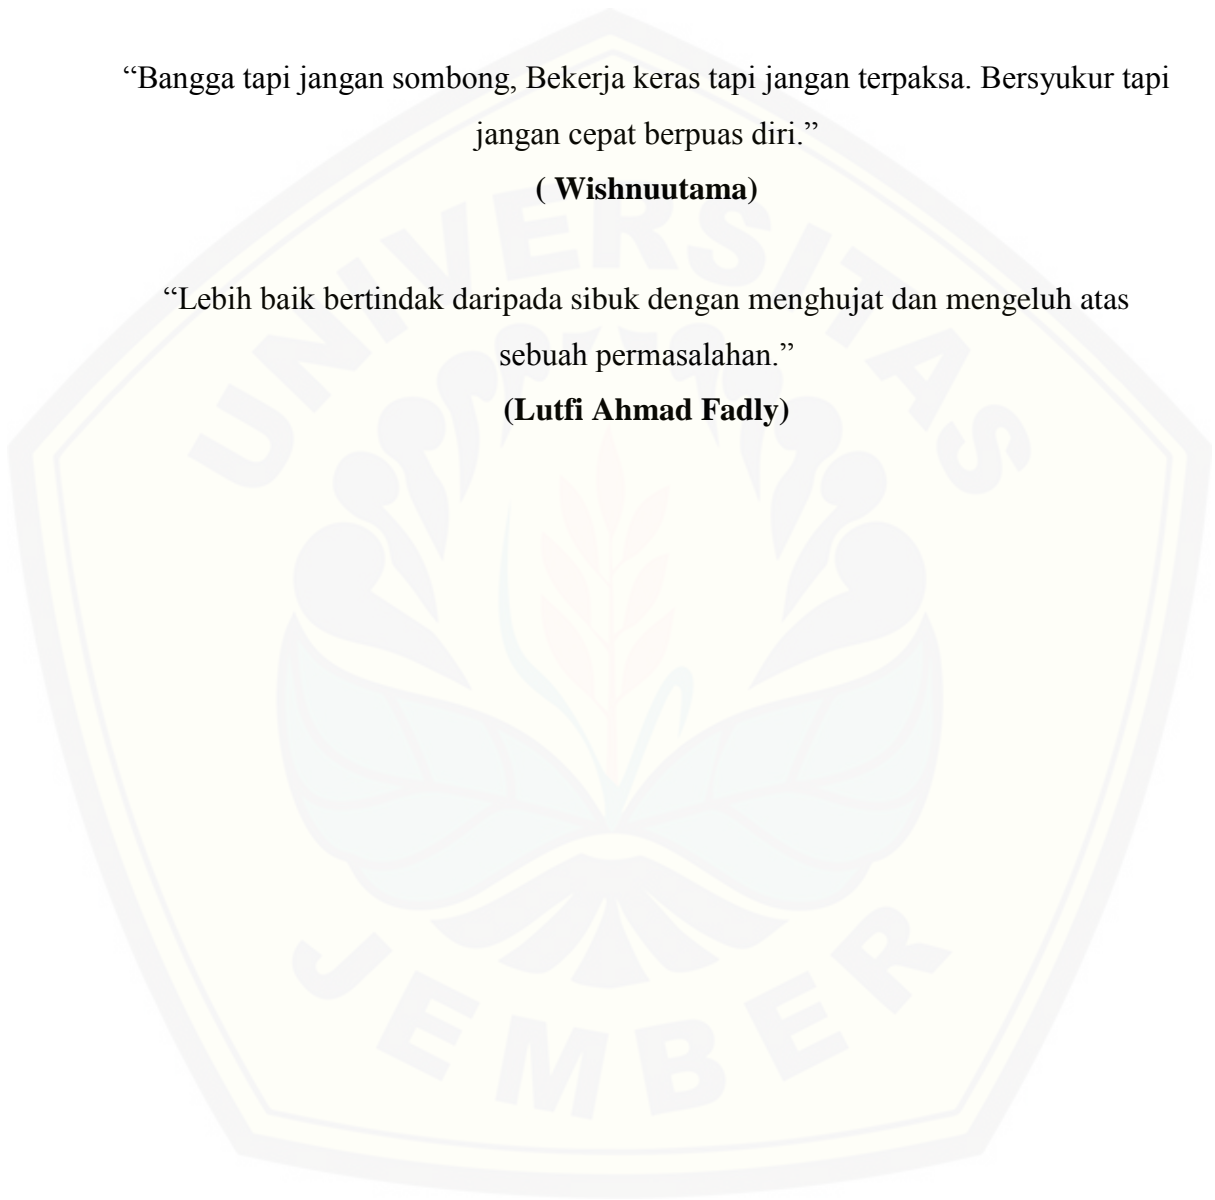 “Bangga tapi jangan sombong, Bekerja keras tapi jangan terpaksa. Bersyukur tapi
jangan cepat berpuas diri.”
( Wishnuutama)
“Lebih baik bertindak daripada sibuk dengan menghujat dan mengeluh atas
sebuah permasalahan.”
(Lutfi Ahmad Fadly)
UNIVERSITAS
JEMBER